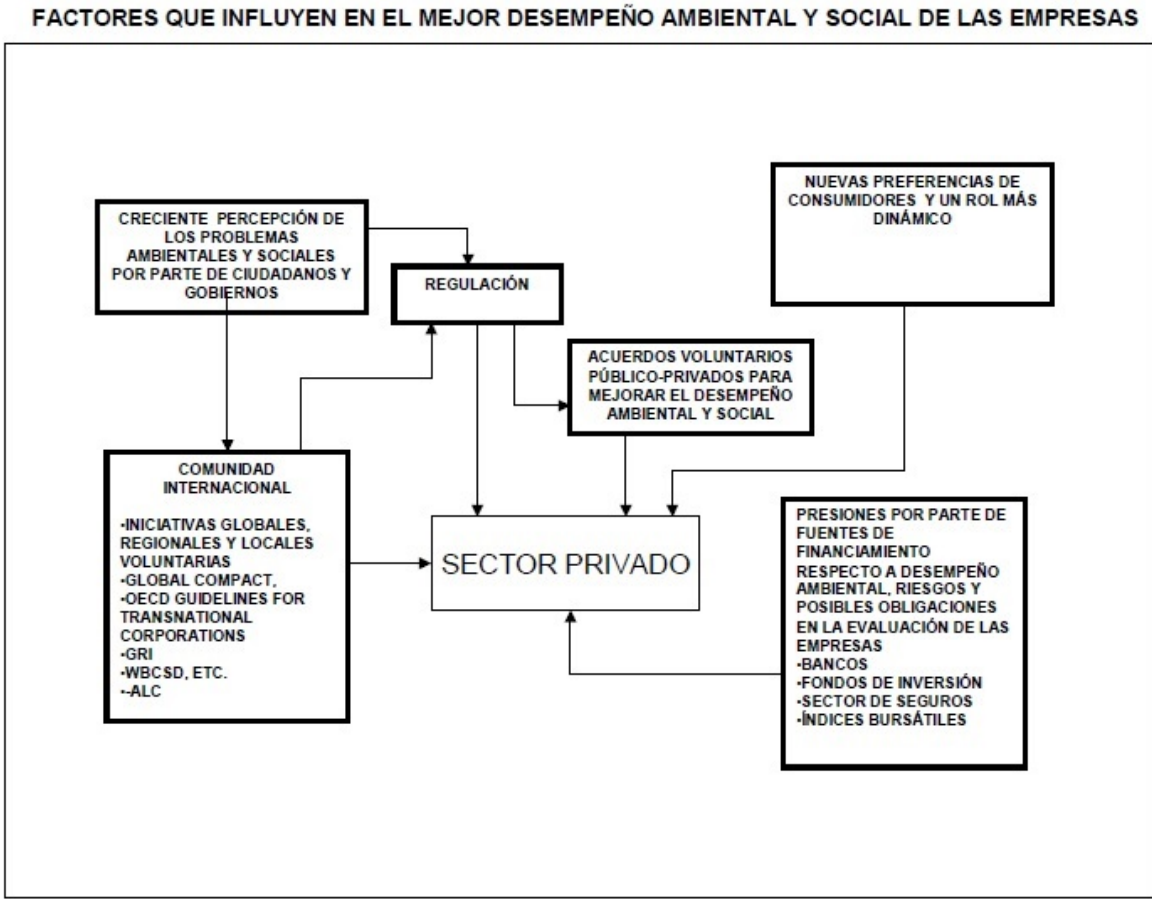 FACTORES QUE INFLUYEN EN EL MEJOR DESEMPEÑO AMBIENTAL Y SOCIAL DE LAS EMPRESAS
CRECIENTE PERCEPCIÓN DE
LOS PROBLEMAS
AMBIENTALES Y SOCIALES
POR PARTE DE CIUDADANOS Y
GOBIERNOS
NUEVAS PREFERENCIAS DE
CONSUMIDORES Y UN ROL MÁS
DINÁMICO
REGULACIÓN
ACUERDOS VOLUNTARIOS
PÚBLICO-PRIVADOS PARA
MEJORAR EL DESEMPEÑO
AMBIENTAL Y SOCIAL
COMUNIDAD
INTERNACIONAL
•INICIATIVAS GLOBALES,
REGIONALES Y LOCALES
VOLUNTARIAS
•GLOBAL COMPACT,
•OECD GUIDELINES FOR
TRANSNATIONAL
CORPORATIONS
•GRI
•WBCSD, ETC.
•-ALC
SECTOR PRIVADO
PRESIONES POR PARTE DE
FUENTES DE
FINANCIAMIENTO
RESPECTO A DESEMPEÑO
AMBIENTAL, RIESGOS Y
POSIBLES OBLIGACIONES
EN LA EVALUACIÓN DE LAS
EMPRESAS
•BANCOS
•FONDOS DE INVERSIÓN
•SECTOR DE SEGUROS
•ÍNDICES BURSÁTILES